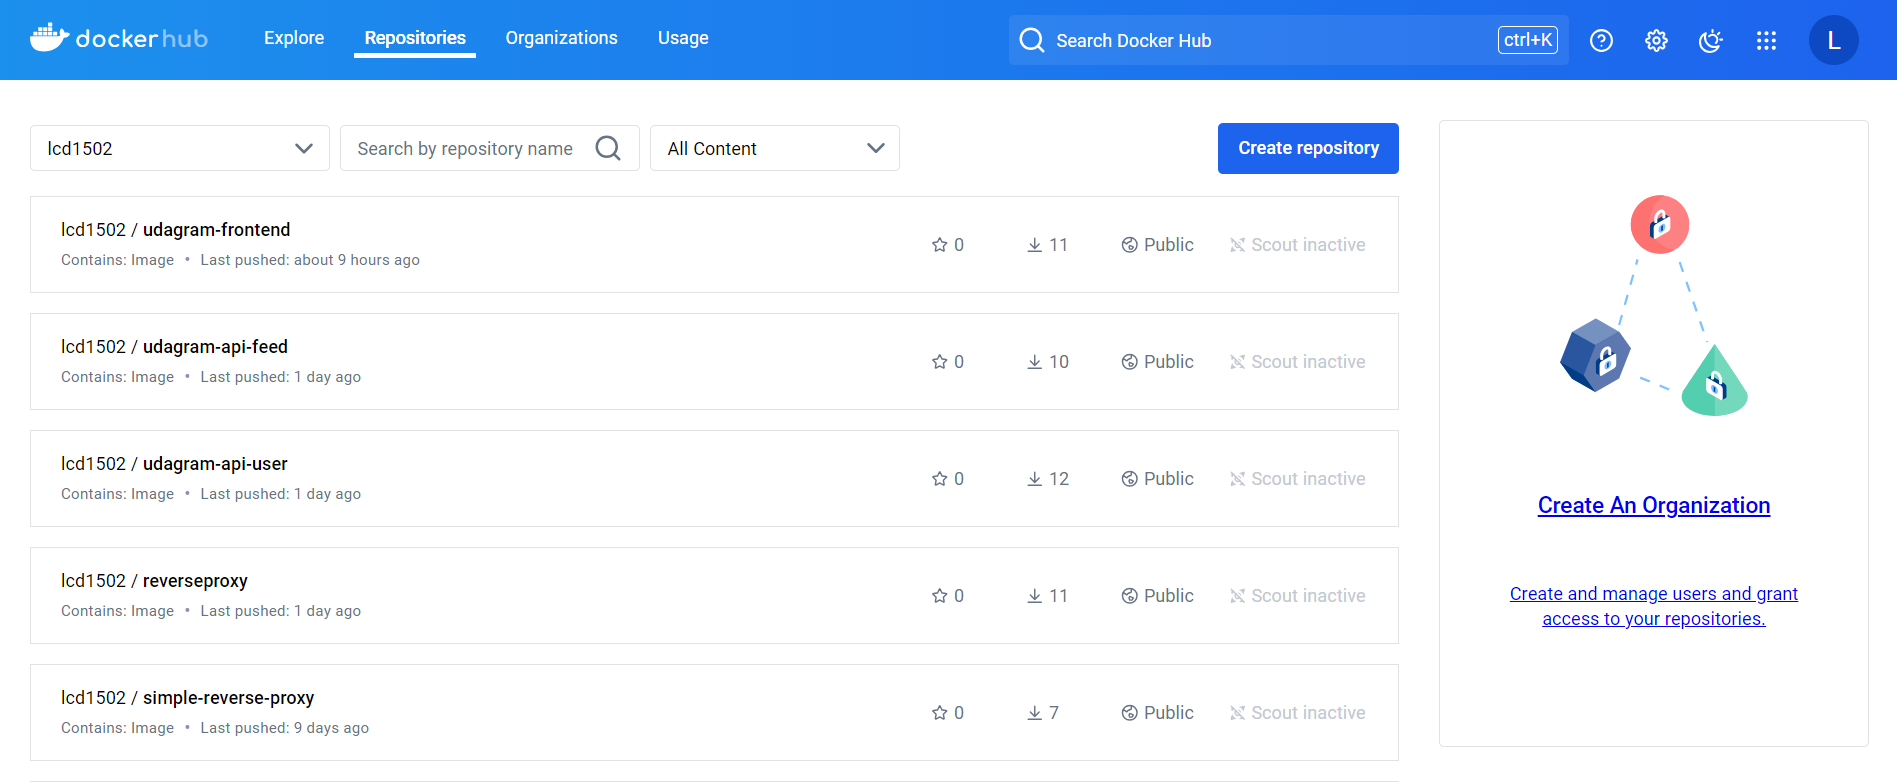 docker hub
Explore
Repositories
Organizations
Usage
Search Docker Hub
ctrl+K
L
lcd1502
Search by repository name
All Content
Create repository
lcd1502 / udagram-frontend
Contains: Image • Last pushed: about 9 hours ago
0
11
Public
Scout inactive
lcd1502 / udagram-api-feed
Contains: Image • Last pushed: 1 day ago
0
10
Public
Scout inactive
lcd1502 / udagram-api-user
Contains: Image • Last pushed: 1 day ago
0
12
Public
Scout inactive
lcd1502 / reverseproxy
Contains: Image • Last pushed: 1 day ago
0
11
Public
Scout inactive
lcd1502 / simple-reverse-proxy
Contains: Image • Last pushed: 9 days ago
0
7
Public
Scout inactive
Create An Organization
Create and manage users and grant
access to your repositories.